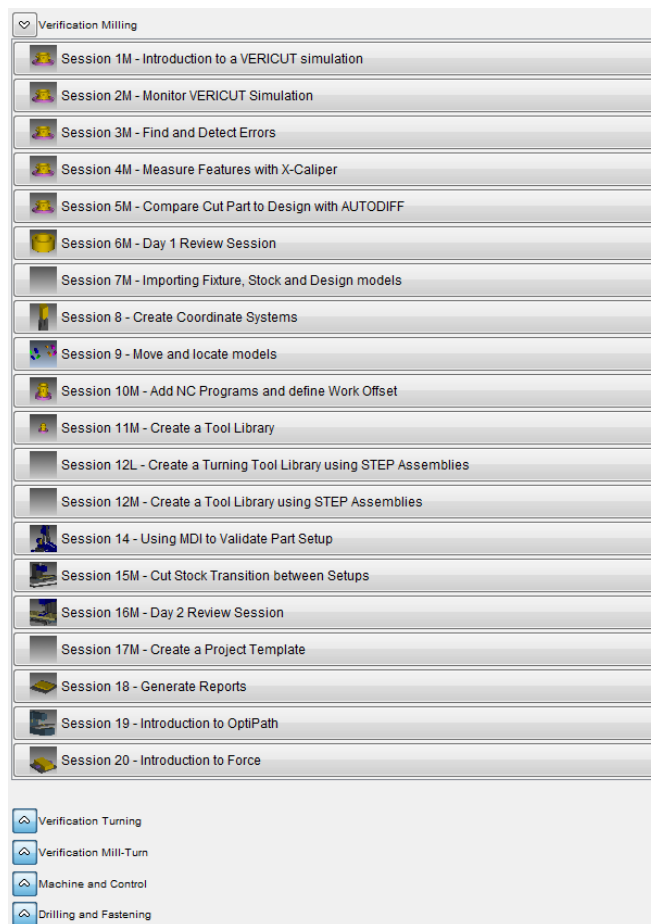 Verification Milling
Session 1M - Introduction to a VERICUT simulation
Session 2M - Monitor VERICUT Simulation
Session 3M - Find and Detect Errors
Session 4M - Measure Features with X-Caliper
Session 5M - Compare Cut Part to Design with AUTODIFF
Session 6M - Day 1 Review Session
Session 7M - Importing Fixture, Stock and Design models
Session 8 - Create Coordinate Systems
Session 9 - Move and locate models
Session 10M - Add NC Programs and define Work Offset
Session 11M - Create a Tool Library
Session 12L - Create a Turning Tool Library using STEP Assemblies
Session 12M - Create a Tool Library using STEP Assemblies
Session 14 - Using MDI to Validate Part Setup
Session 15M - Cut Stock Transition between Setups
Session 16M - Day 2 Review Session
Session 17M - Create a Project Template
Session 18 - Generate Reports
Session 19 - Introduction to OptiPath
Session 20 - Introduction to Force
Verification Turning
Verification Mill-Turn
Machine and Control
Drilling and Fastening